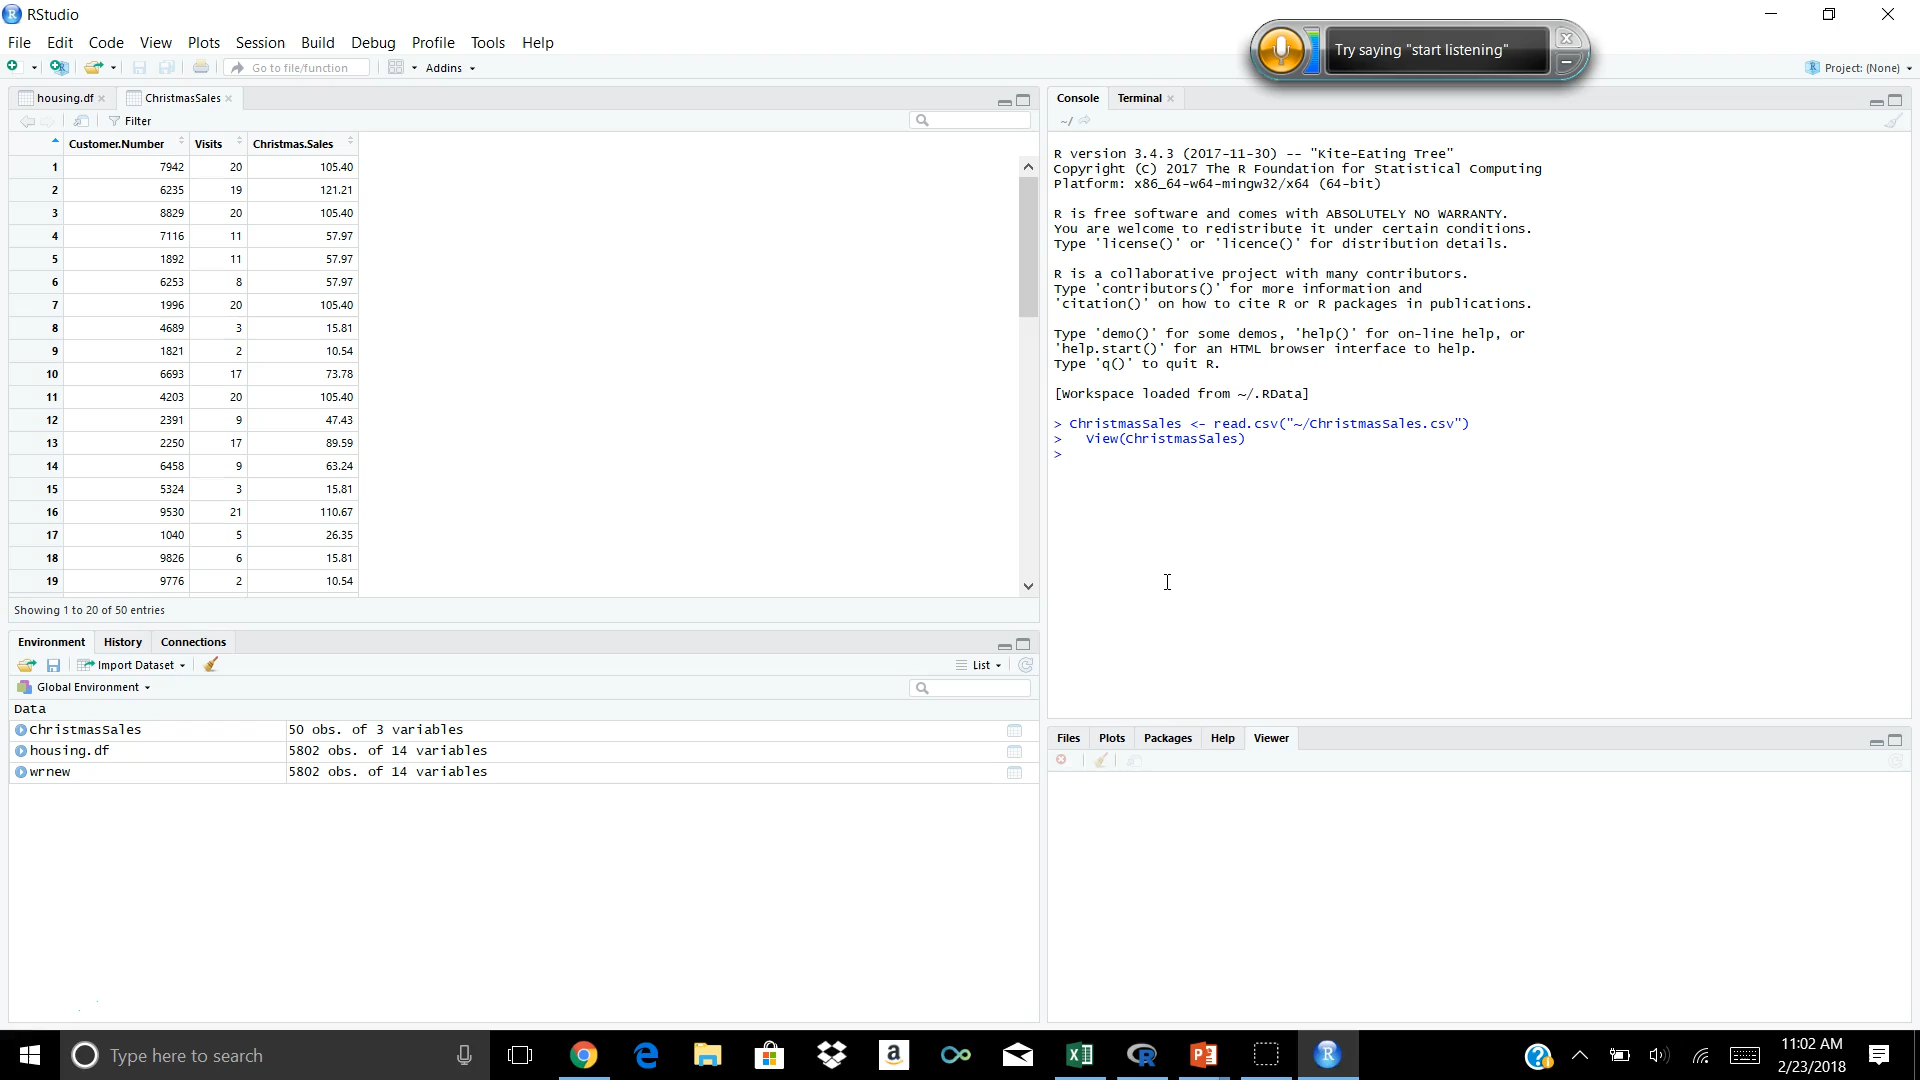 RStudio
File Edit Code View Plots Session Build Debug Profile Tools Help
Try saying "start listening"
Go to file/function
Addins
Project: (None)
housing.df ChristmasSales
Filter
Customer.Number Visits Christmas.Sales
1 7942 20 105.40
2 6235 19 121.21
3 8829 20 105.40
4 7116 11 57.97
5 1892 11 57.97
6 6253 8 57.97
7 1996 20 105.40
8 4689 3 15.81
9 1821 2 10.54
10 6693 17 73.78
11 4203 20 105.40
12 2391 9 47.43
13 2250 17 89.59
14 6458 9 63.24
15 5324 3 15.81
16 9530 21 110.67
17 1040 5 26.35
18 9826 6 15.81
19 9776 2 10.54
Showing 1 to 20 of 50 entries
Environment History Connections
Import Dataset
List
Global Environment
Data
ChristmasSales 50 obs. of 3 variables
housing.df 5802 obs. of 14 variables
wrnew 5802 obs. of 14 variables
Console Terminal
~/
R version 3.4.3 (2017-11-30) -- "Kite-Eating Tree"
Copyright (C) 2017 The R Foundation for Statistical Computing
Platform: x86_64-w64-mingw32/x64 (64-bit)
R is free software and comes with ABSOLUTELY NO WARRANTY.
You are welcome to redistribute it under certain conditions.
Type 'license()' or 'licence()' for distribution details.
R is a collaborative project with many contributors.
Type 'contributors()' for more information and
'citation()' on how to cite R or R packages in publications.
Type 'demo()' for some demos, 'help()' for on-line help, or
'help.start()' for an HTML browser interface to help.
Type 'q()' to quit R.
[Workspace loaded from ~/.RData]
> ChristmasSales <- read.csv("~/ChristmasSales.csv")
> View(ChristmasSales)
>
Files Plots Packages Help Viewer
Type here to search
11:02 AM
2/23/2018